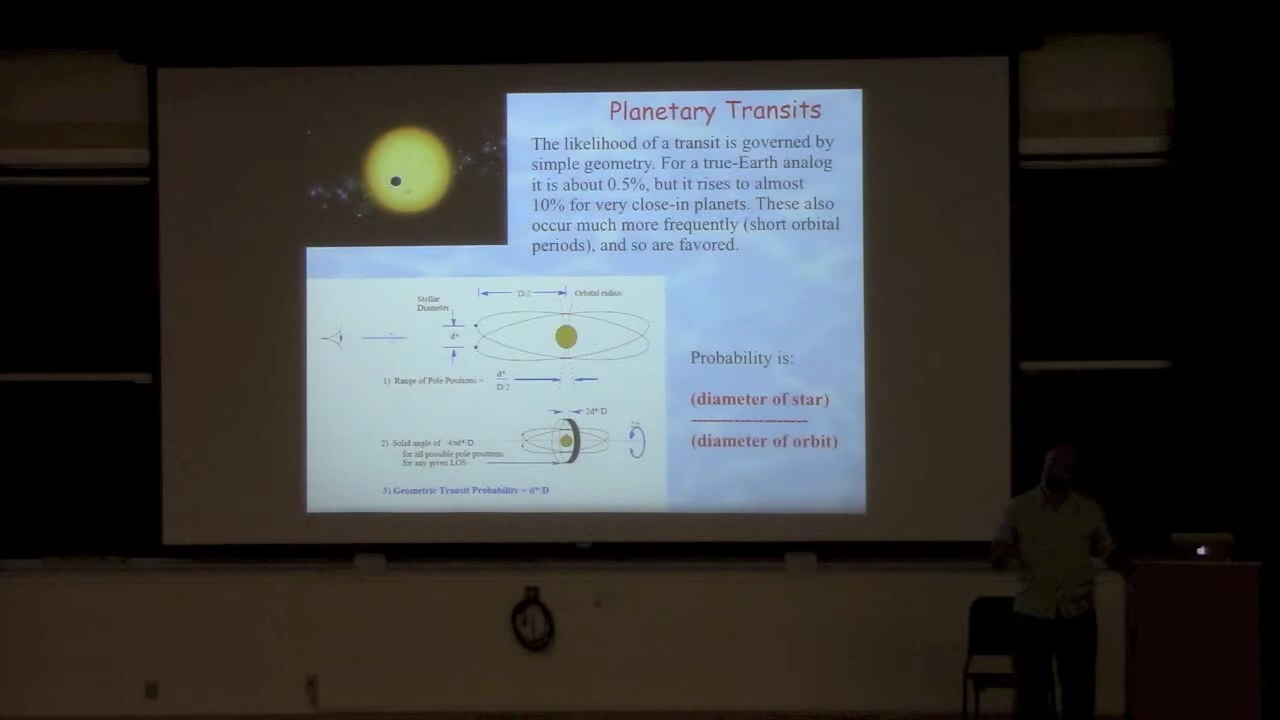 Planetary Transits
The likelihood of a transit is governed by
simple geometry. For a true-Earth analog
it is about 0.5%, but it rises to almost
10% for very close-in planets. These also
occur much more frequently (short orbital
periods), and so are favored.
D/2
Orbital radius
Stellar
Diameter
d*
1) Range of Pole Positions =
d*
D/2
2d*/D
2) Solid angle of 4πd*/D
for all possible pole positions
for any given LOS
3) Geometric Transit Probability = d*/D
Probability is:
(diameter of star)
(diameter of orbit)